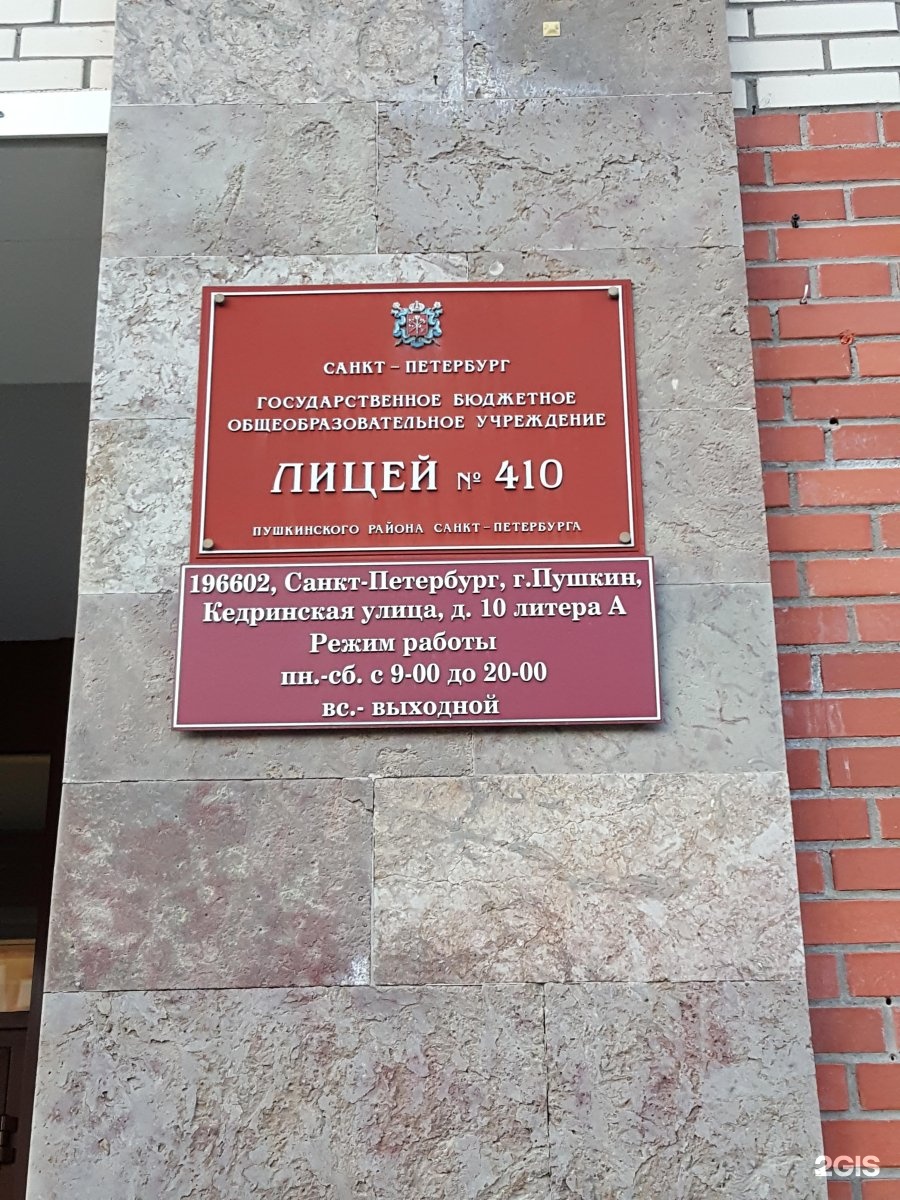 САНКТ – ПЕТЕРБУРГ
ГОСУДАРСТВЕННОЕ БЮДЖЕТНОЕ
ОБЩЕОБРАЗОВАТЕЛЬНОЕ УЧРЕЖДЕНИЕ
ЛИЦЕЙ № 410
ПУШКИНСКОГО РАЙОНА САНКТ – ПЕТЕРБУРГА
196602, Санкт-Петербург, г.Пушкин,
Кедринская улица, д. 10 литера А
Режим работы
пн.-сб. с 9-00 до 20-00
вс.- выходной
2GIS